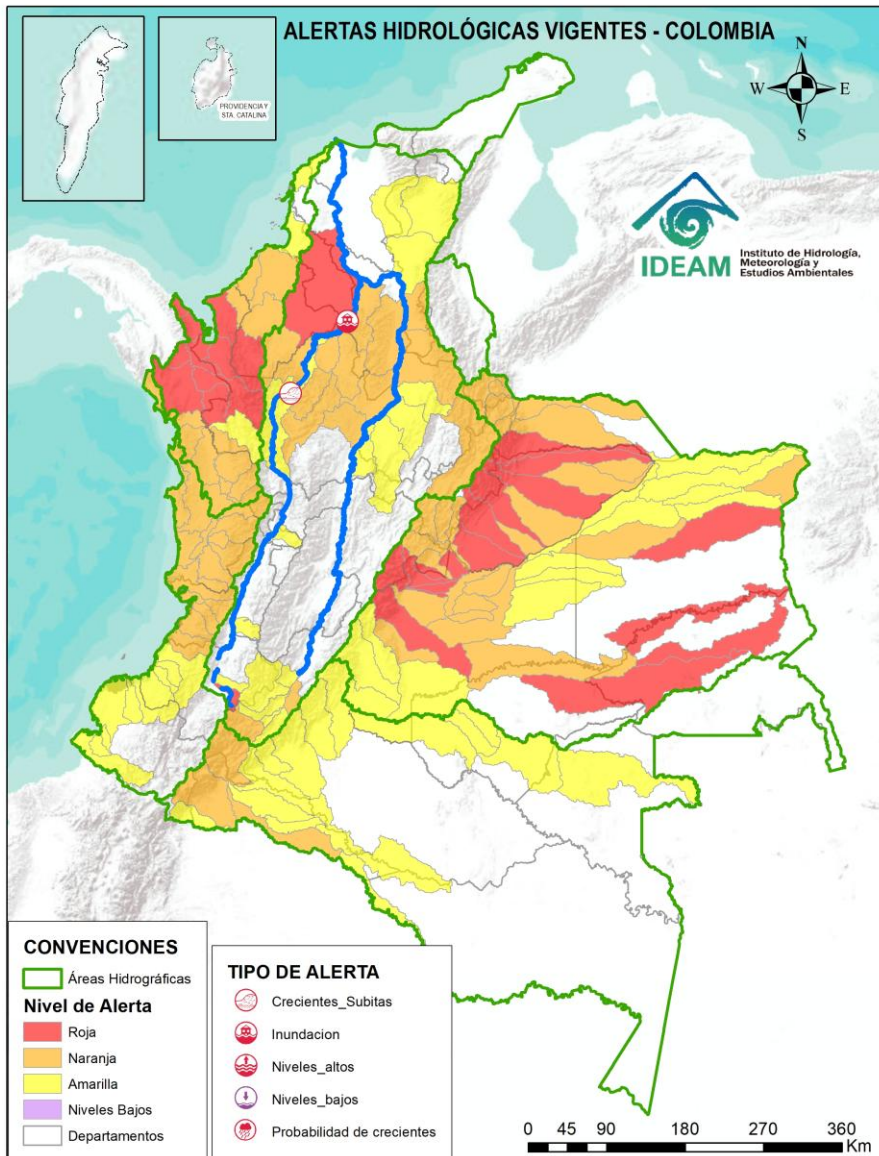 ALERTAS HIDROLÓGICAS VIGENTES - COLOMBIA
PROVIDENCIA Y
STA. CATALINA
N
W
E
S
IDEAM
Instituto de Hidrología,
Meteorología y
Estudios Ambientales
CONVENCIONES
Áreas Hidrográficas
Nivel de Alerta
Roja
Naranja
Amarilla
Niveles Bajos
Departamentos
TIPO DE ALERTA
Crecientes_Subitas
Inundacion
Niveles_altos
Niveles_bajos
Probabilidad de crecientes
0 45 90 180 270 360
Km